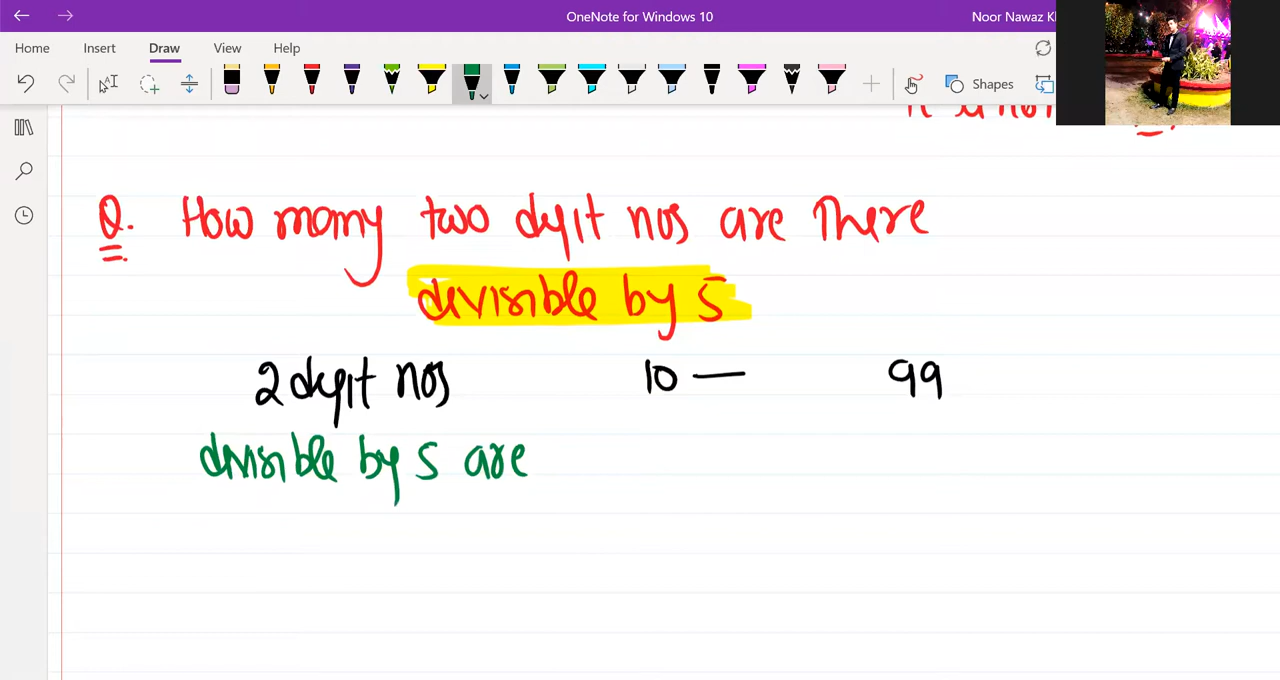 OneNote for Windows 10
Noor Nawaz Kh
Home Insert Draw View Help
Shapes
Q. How many two digit nos are there
divisible by 5
2 digit nos 10 — 99
divisible by 5 are